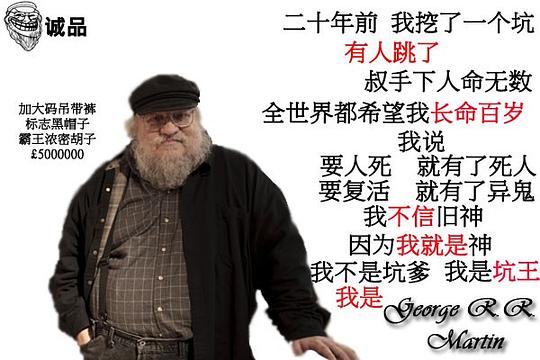 诚品
加大码吊带裤
标志黑帽子
霸王浓密胡子
£5000000
二十年前 我挖了一个坑
有人跳了
叔手下人命无数
全世界都希望我长命百岁
我说
要人死 就有了死人
要复活 就有了异鬼
我不信旧神
因为我就是神
我不是坑爹 我是坑王
我是 George R. R.
Martin